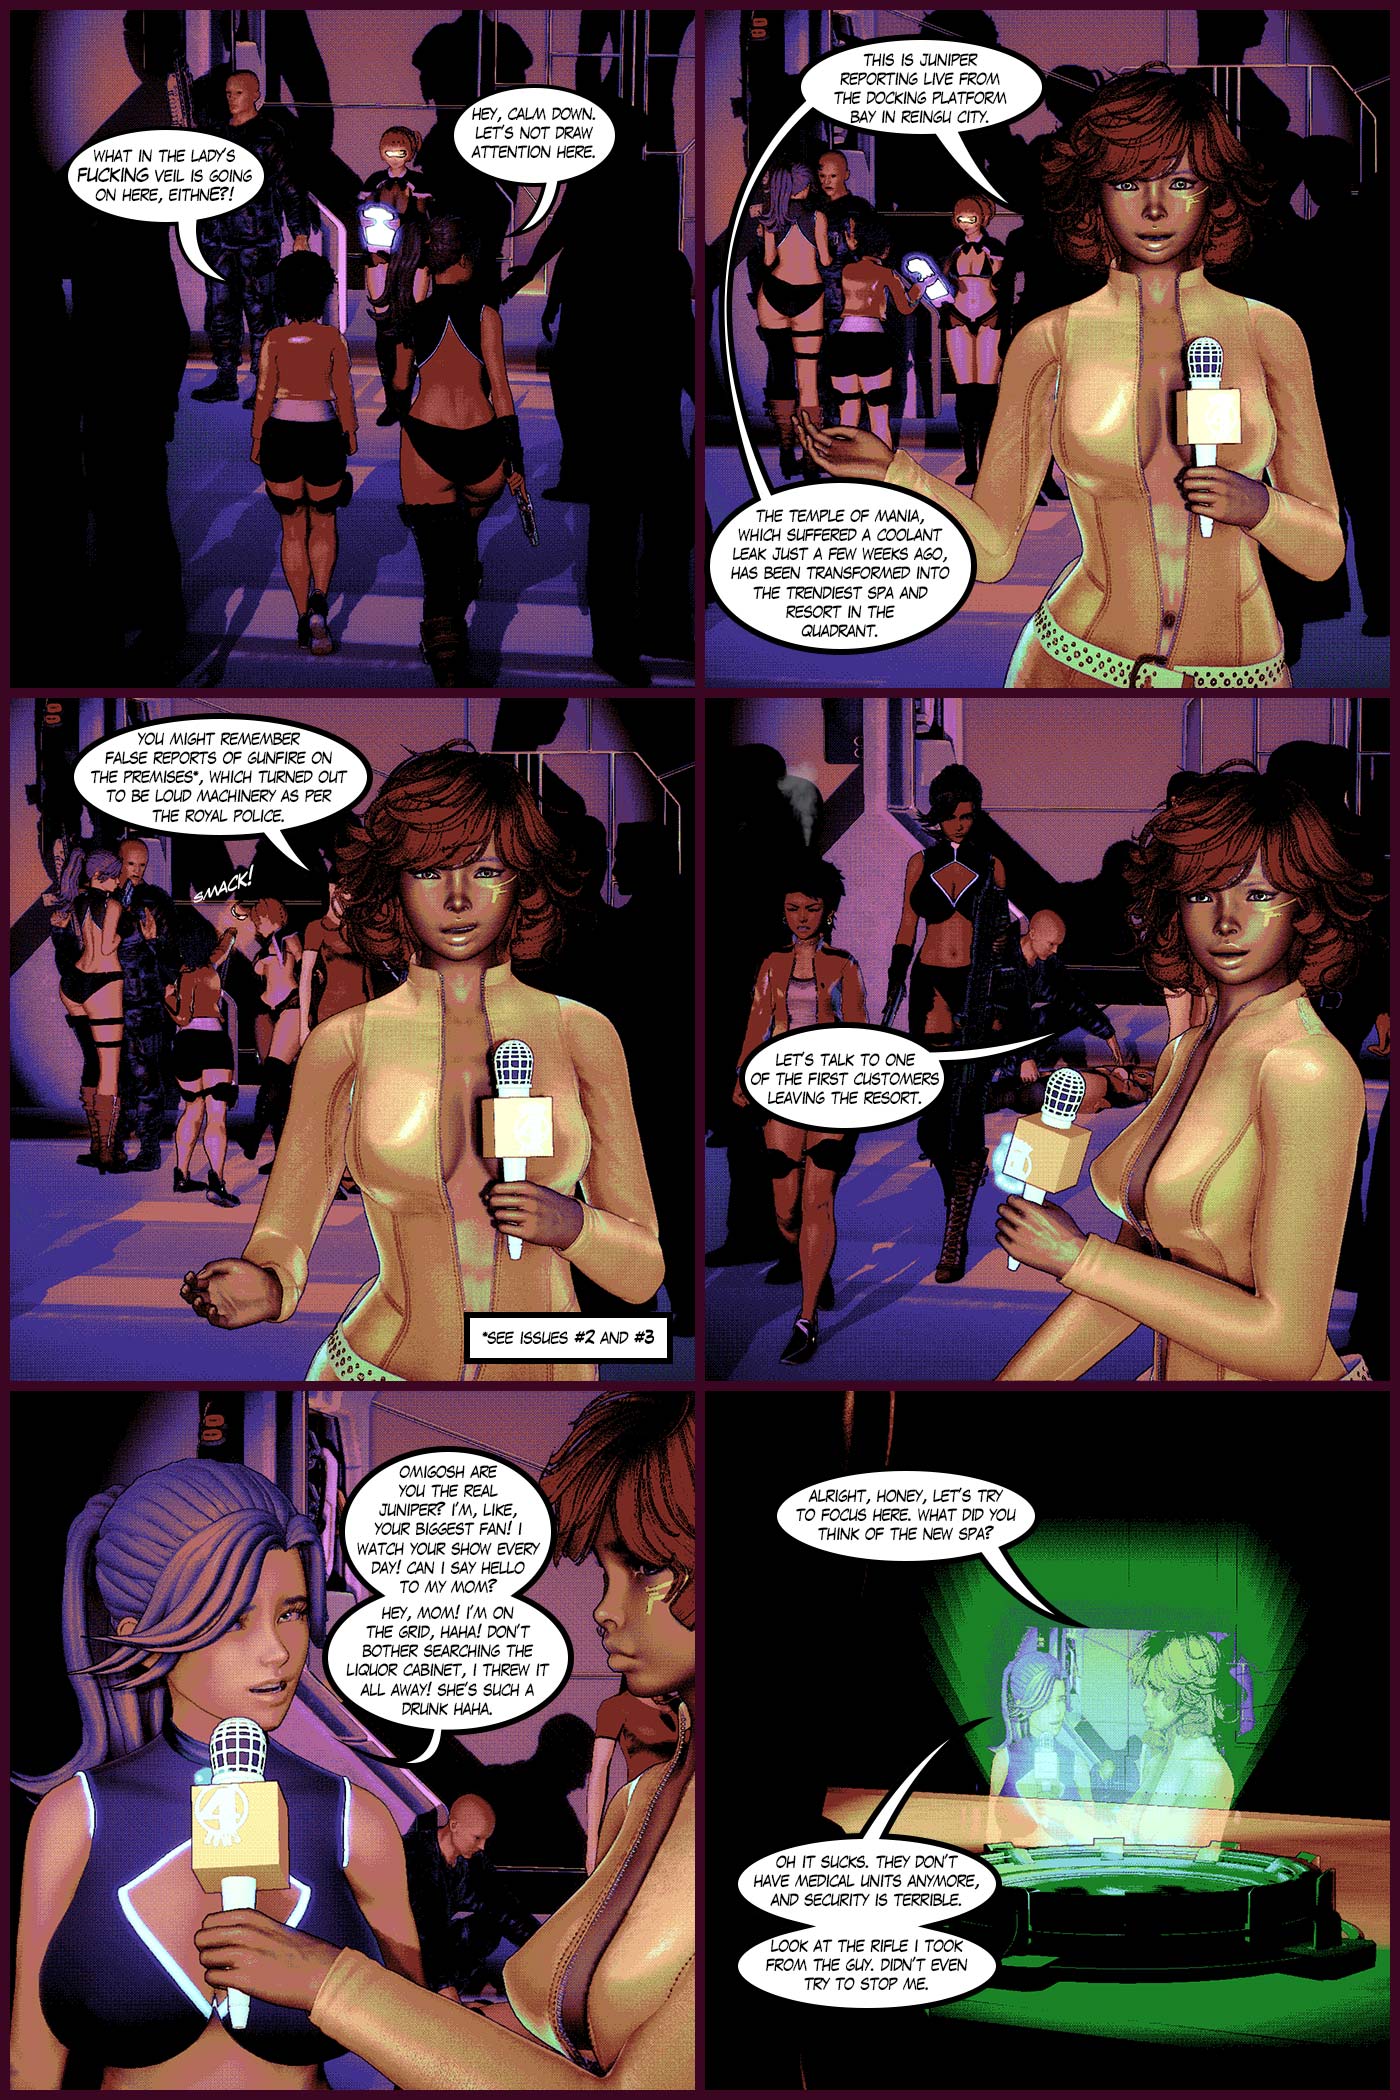 WHAT IN THE LADY'S
FUCKING VEIL IS GOING
ON HERE, EITHNE?!
HEY, CALM DOWN.
LET'S NOT DRAW
ATTENTION HERE.
THIS IS JUNIPER
REPORTING LIVE FROM
THE DOCKING PLATFORM
BAY IN REINGU CITY.
THE TEMPLE OF MANIA,
WHICH SUFFERED A COOLANT
LEAK JUST A FEW WEEKS AGO,
HAS BEEN TRANSFORMED INTO
THE TRENDIEST SPA AND
RESORT IN THE
QUADRANT.
YOU MIGHT REMEMBER
FALSE REPORTS OF GUNFIRE ON
THE PREMISES*, WHICH TURNED OUT
TO BE LOUD MACHINERY AS PER
THE ROYAL POLICE.
SMACK!
*SEE ISSUES #2 AND #3
LET'S TALK TO ONE
OF THE FIRST CUSTOMERS
LEAVING THE RESORT.
OMIGOSH ARE
YOU THE REAL
JUNIPER? I'M, LIKE,
YOUR BIGGEST FAN! I
WATCH YOUR SHOW EVERY
DAY! CAN I SAY HELLO
TO MY MOM?
HEY, MOM! I'M ON
THE GRID, HAHA! DON'T
BOTHER SEARCHING THE
LIQUOR CABINET, I THREW IT
ALL AWAY! SHE'S SUCH A
DRUNK HAHA.
ALRIGHT, HONEY, LET'S TRY
TO FOCUS HERE. WHAT DID YOU
THINK OF THE NEW SPA?
OH IT SUCKS. THEY DON'T
HAVE MEDICAL UNITS ANYMORE,
AND SECURITY IS TERRIBLE.
LOOK AT THE RIFLE I TOOK
FROM THE GUY. DIDN'T EVEN
TRY TO STOP ME.